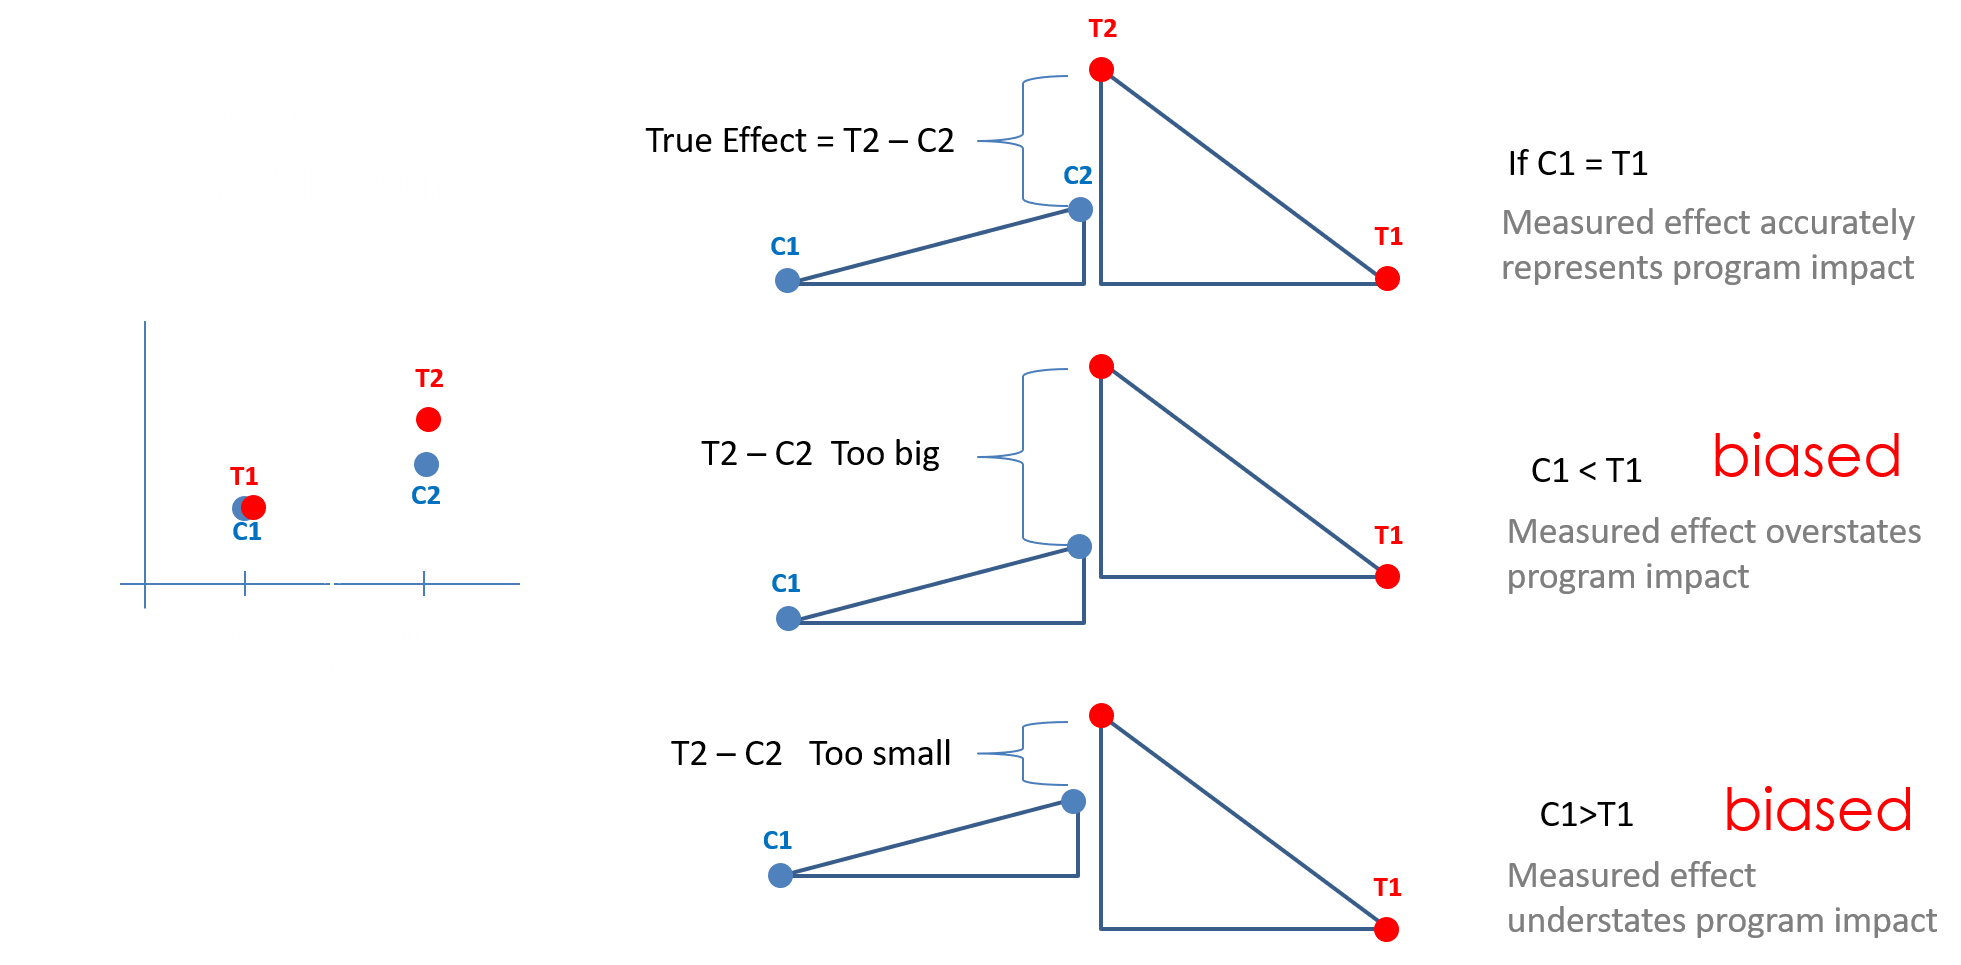 T2
True Effect = T2 – C2
C2
If C1 = T1
C1
T1
Measured effect accurately
represents program impact
T2
T1
C2
C1
T2 – C2 Too big
C1 < T1
biased
C1
T1
Measured effect overstates
program impact
T2 – C2 Too small
C1>T1
biased
C1
T1
Measured effect
understates program impact